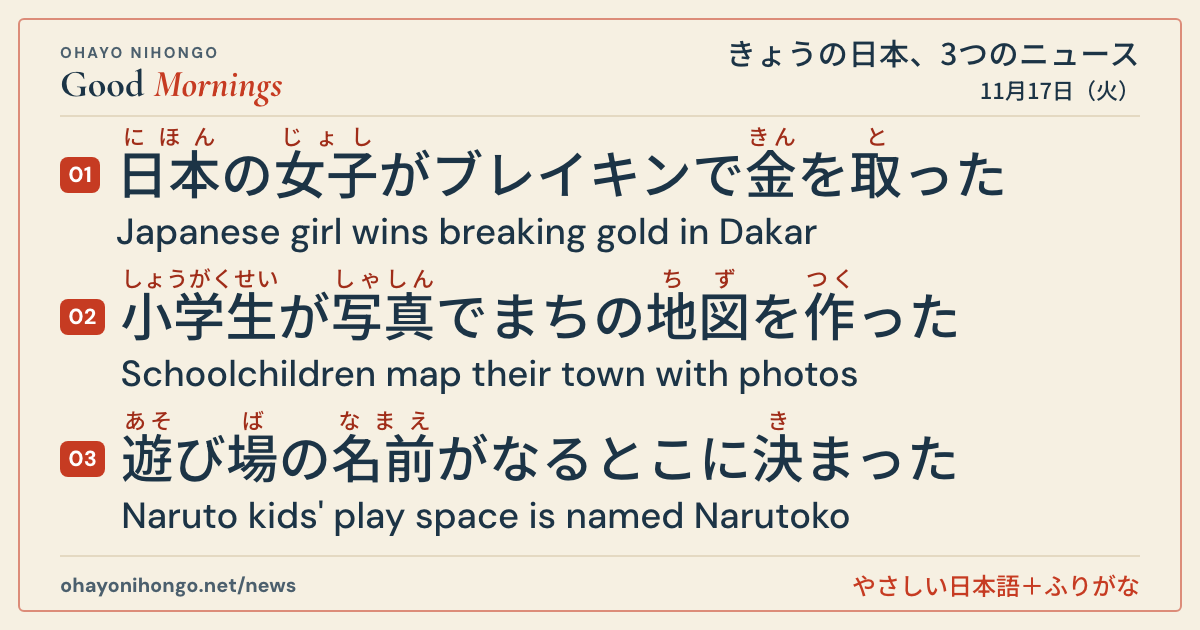 OHAYO NIHONGO
Good Mornings
きょうの日本、3つのニュース
11月17日（火）
にほん じょし きん と
01 日本の女子がブレイキンで金を取った
Japanese girl wins breaking gold in Dakar
しょうがくせい しゃしん ちず つく
02 小学生が写真でまちの地図を作った
Schoolchildren map their town with photos
あそ ば なまえ き
03 遊び場の名前がなるとこに決まった
Naruto kids' play space is named Narutoko
ohayonihongo.net/news
やさしい日本語＋ふりがな